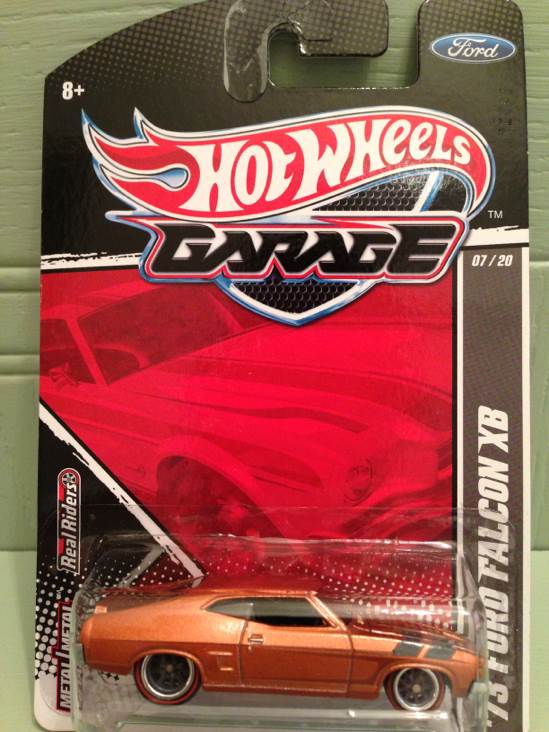 8+
Ford
HOT WHEELS
TM
GARAGE
07/20
'73 FORD FALCON XB
Real Riders
METAL/METAL